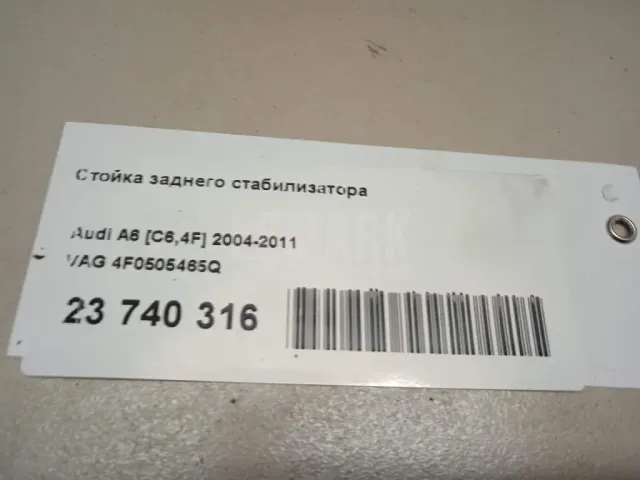 Стойка заднего стабилизатора
Audi A6 [C6,4F] 2004-2011
VAG 4F0505465Q
23 740 316